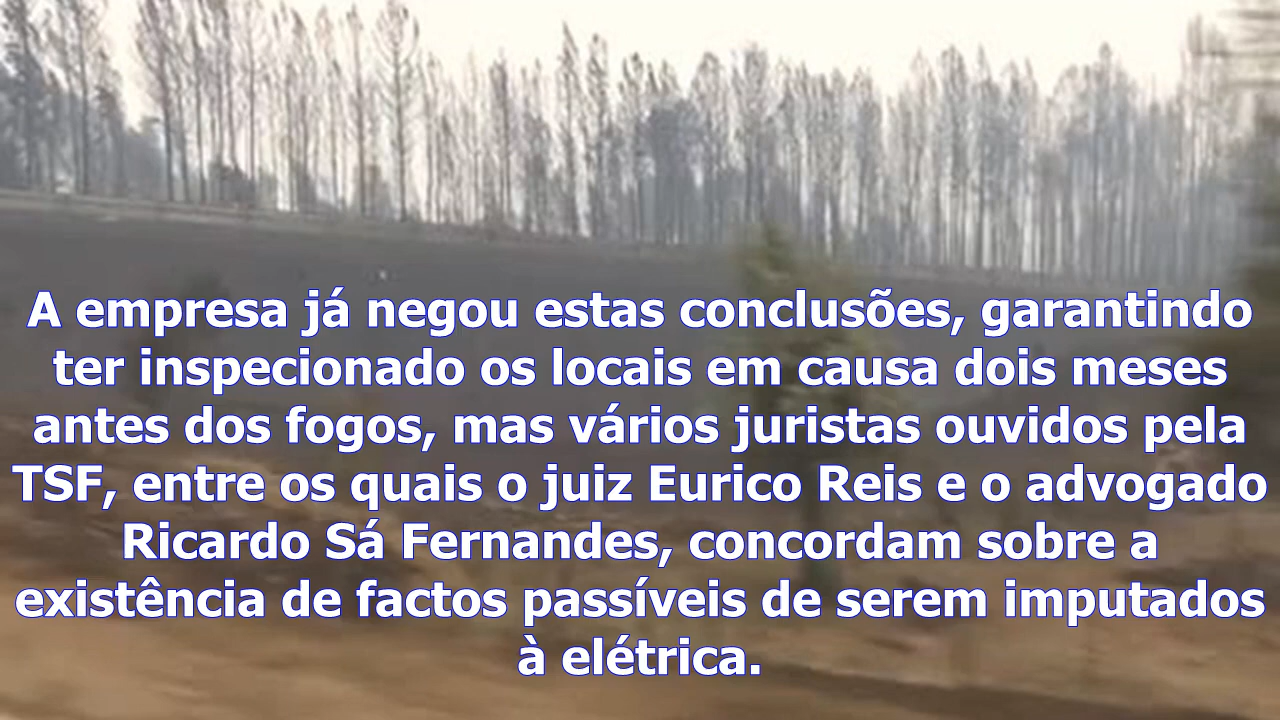 A empresa já negou estas conclusões, garantindo
ter inspecionado os locais em causa dois meses
antes dos fogos, mas vários juristas ouvidos pela
TSF, entre os quais o juiz Eurico Reis e o advogado
Ricardo Sá Fernandes, concordam sobre a
existência de factos passíveis de serem imputados
à elétrica.